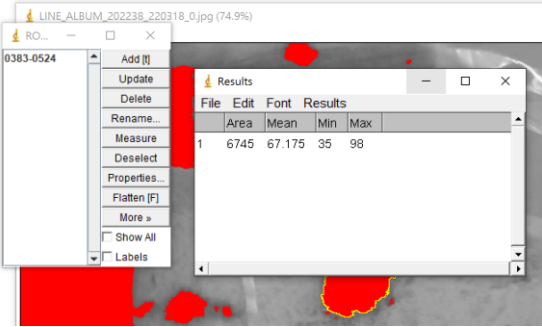 LINE_ALBUM_202238_220318_0.jpg (74.9%)
RO...
0383-0524
Add [t]
Update
Delete
Rename...
Measure
Deselect
Properties...
Flatten [F]
More »
Show All
Labels
Results
File Edit Font Results
Area Mean Min Max
1 6745 67.175 35 98